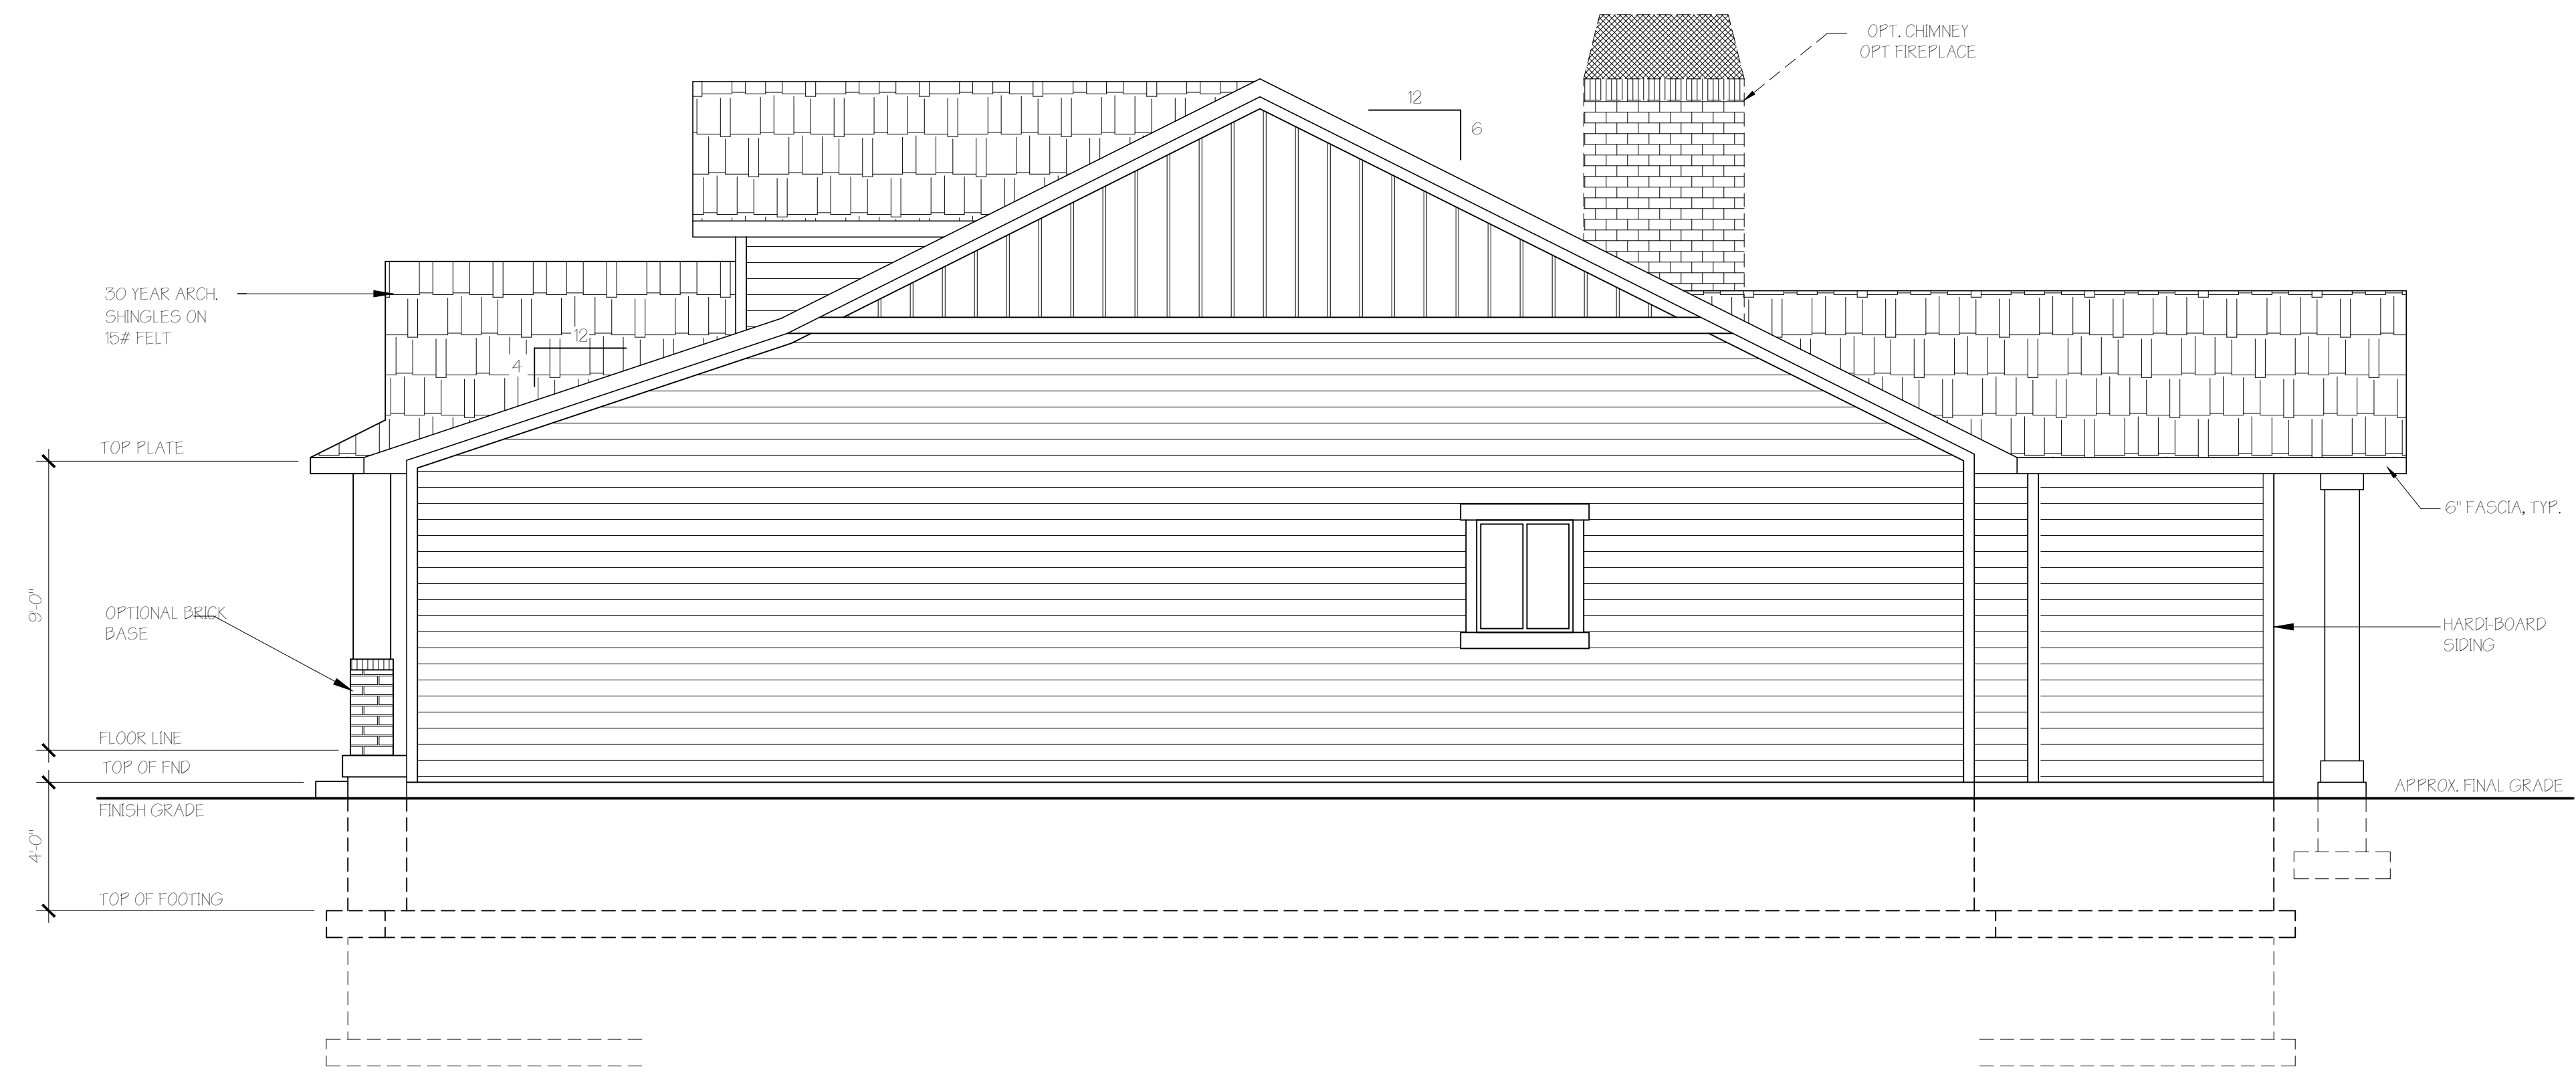 OPT. CHIMNEY
OPT FIREPLACE
12
6
30 YEAR ARCH.
SHINGLES ON
15# FELT
12
4
TOP PLATE
6" FASCIA, TYP.
9'-0"
OPTIONAL BRICK
BASE
HARDI-BOARD
SIDING
FLOOR LINE
TOP OF FND
APPROX. FINAL GRADE
FINISH GRADE
4'-0"
TOP OF FOOTING